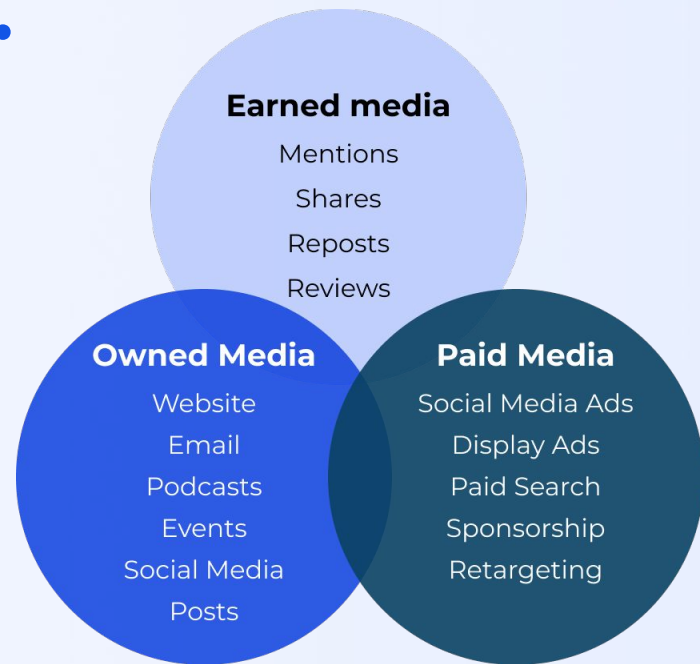 Earned media
Mentions
Shares
Reposts
Reviews
Owned Media
Website
Email
Podcasts
Events
Social Media
Posts
Paid Media
Social Media Ads
Display Ads
Paid Search
Sponsorship
Retargeting